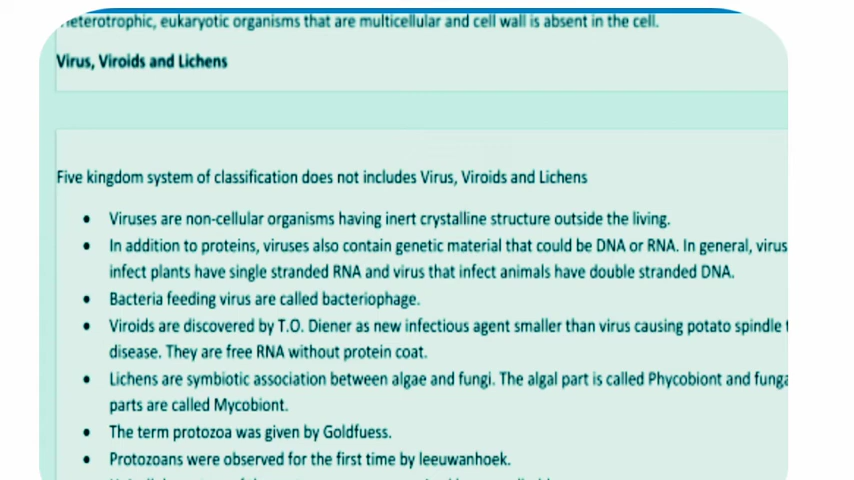 Heterotrophic, eukaryotic organisms that are multicellular and cell wall is absent in the cell.
Virus, Viroids and Lichens
Five kingdom system of classification does not includes Virus, Viroids and Lichens
• Viruses are non-cellular organisms having inert crystalline structure outside the living.
• In addition to proteins, viruses also contain genetic material that could be DNA or RNA. In general, virus
infect plants have single stranded RNA and virus that infect animals have double stranded DNA.
• Bacteria feeding virus are called bacteriophage.
• Viroids are discovered by T.O. Diener as new infectious agent smaller than virus causing potato spindle
disease. They are free RNA without protein coat.
• Lichens are symbiotic association between algae and fungi. The algal part is called Phycobiont and funga
parts are called Mycobiont.
• The term protozoa was given by Goldfuess.
• Protozoans were observed for the first time by leeuwanhoek.